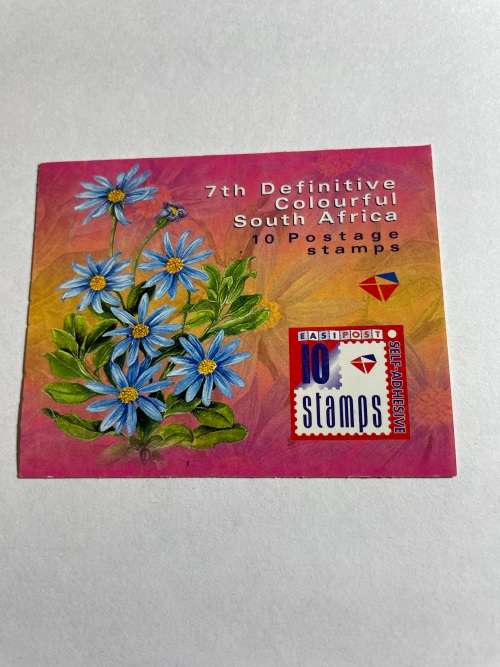 7th Definitive
Colourful
South Africa
10 Postage
stamps
EASIPOST
10
stamps
SELF-ADHESIVE